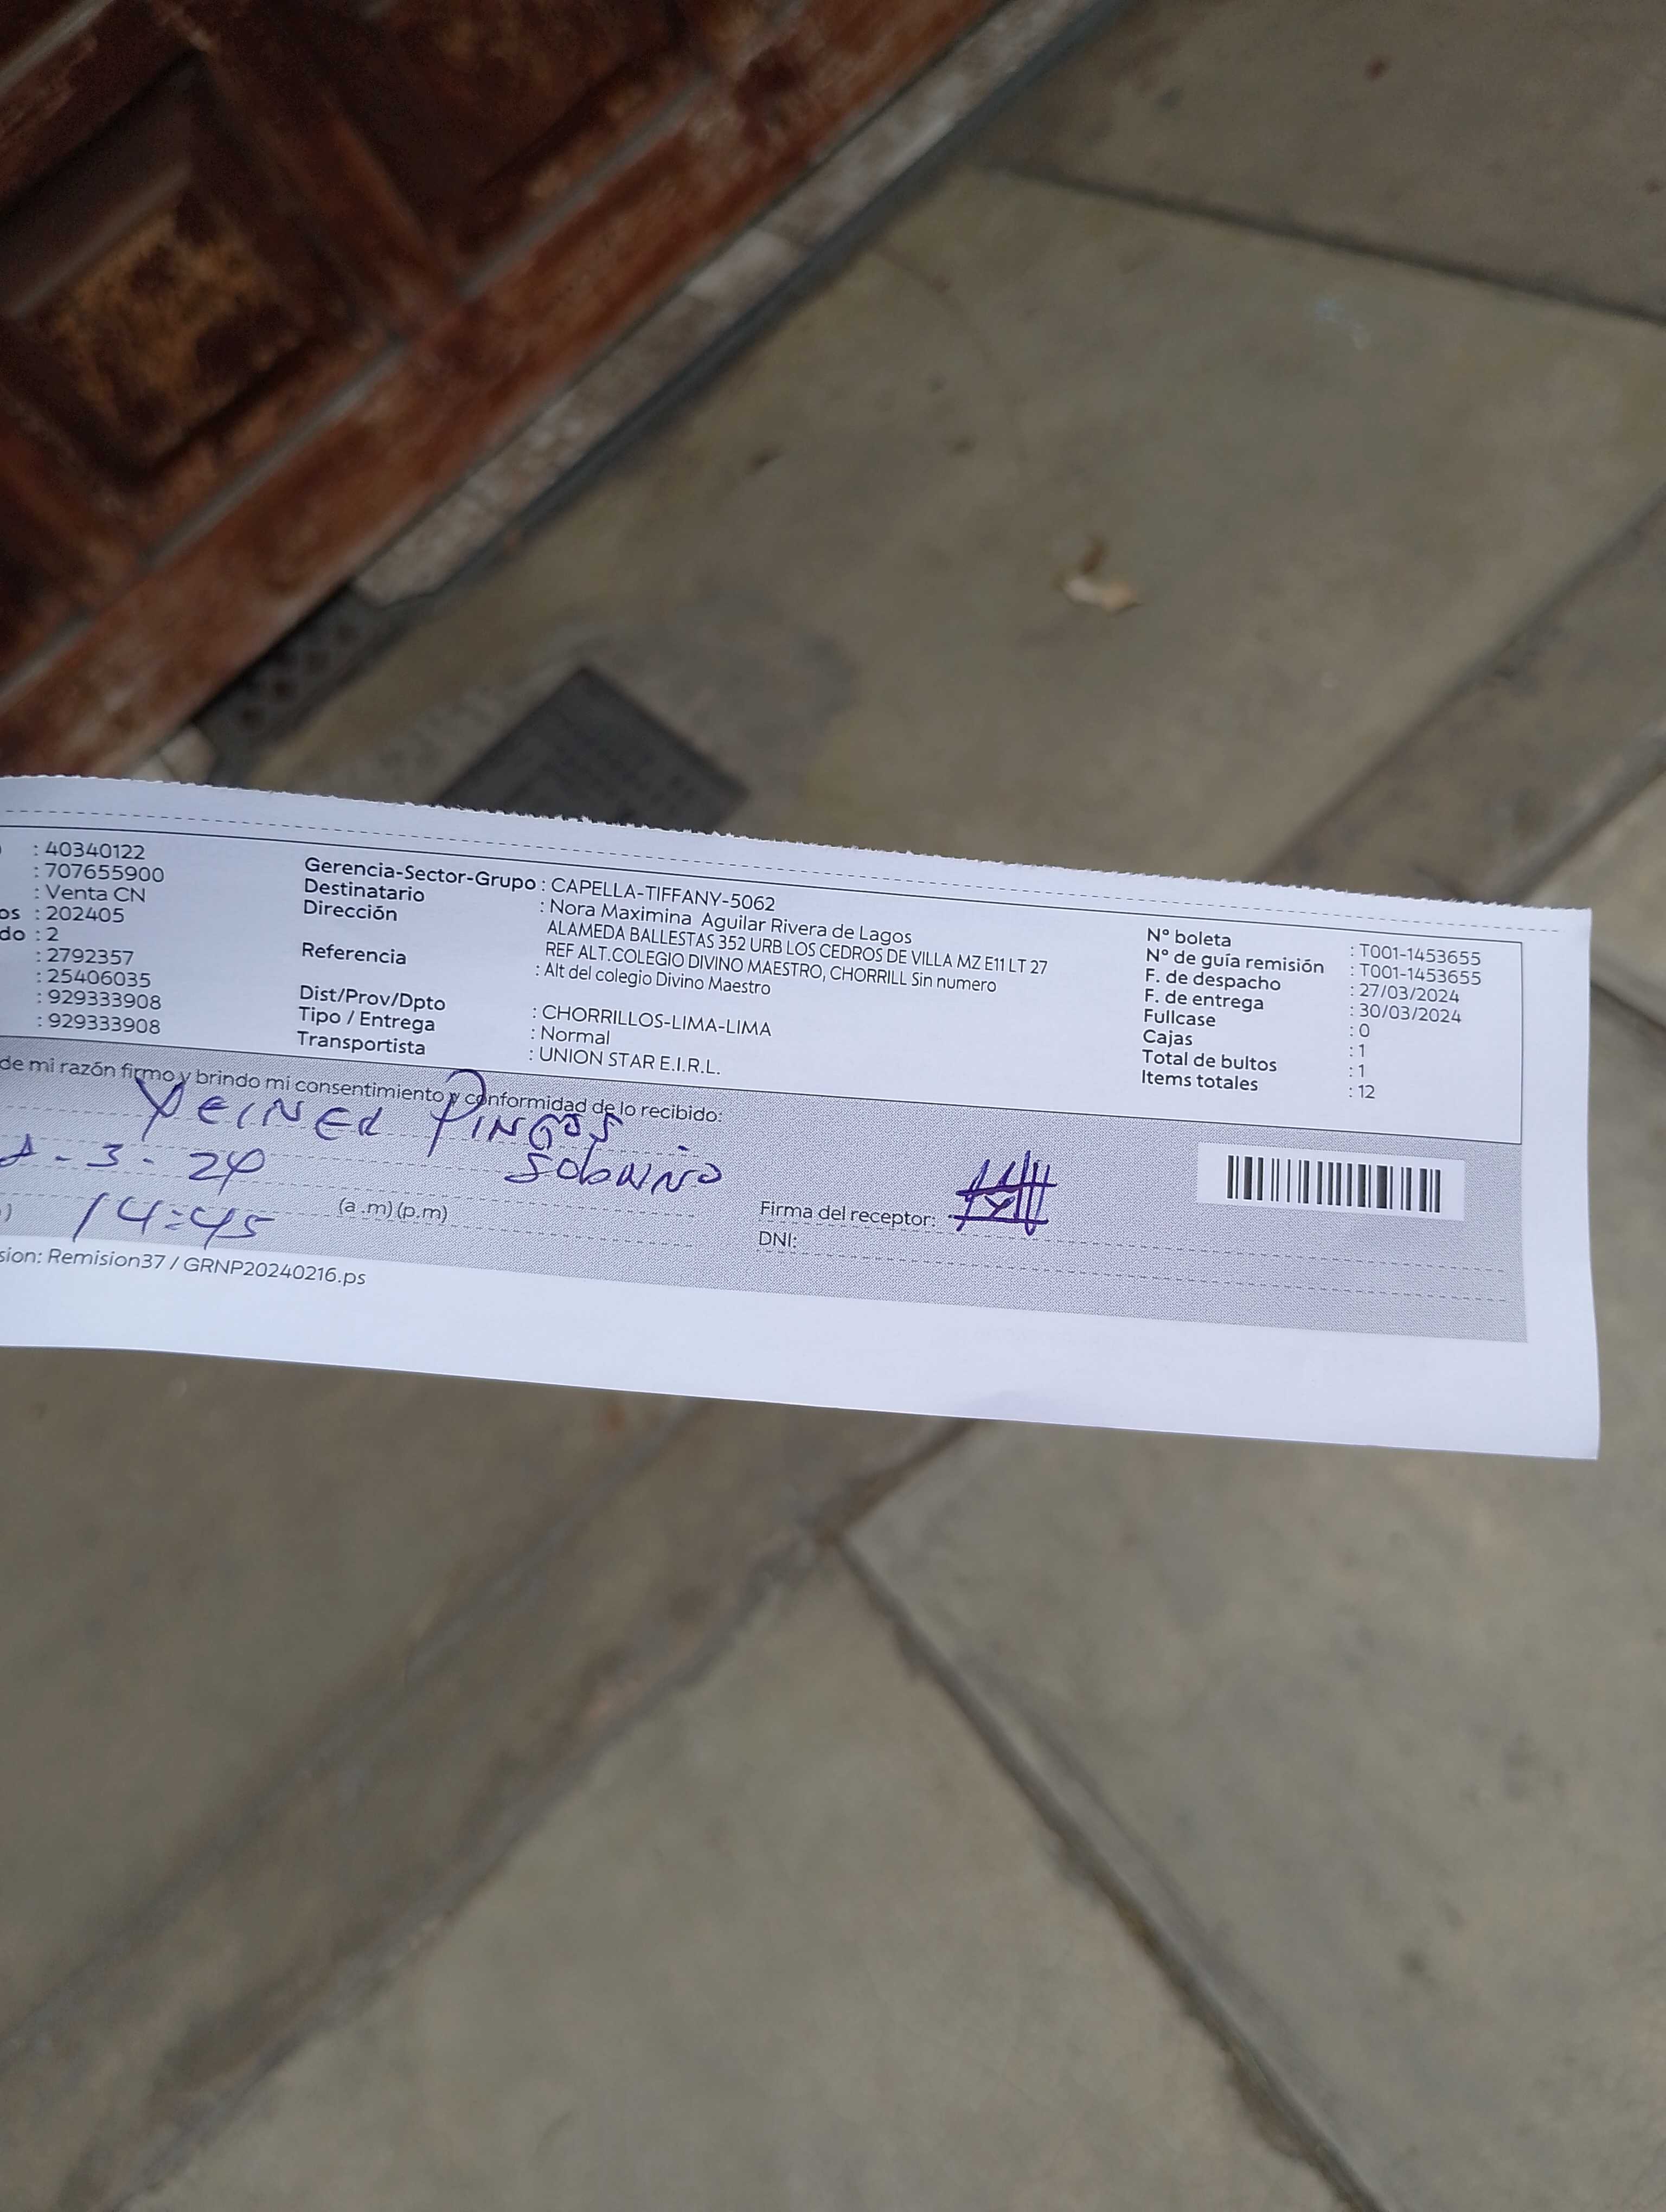 : 40340122
: 707655900
: Venta CN
os : 202405
do : 2
: 2792357
: 25406035
: 929333908
: 929333908
Gerencia-Sector-Grupo : CAPELLA-TIFFANY-5062
Destinatario : Nora Maximina Aguilar Rivera de Lagos
Dirección ALAMEDA BALLESTAS 352 URB LOS CEDROS DE VILLA MZ E11 LT 27
REF ALT.COLEGIO DIVINO MAESTRO, CHORRILL Sin numero
Referencia : Alt del colegio Divino Maestro
Dist/Prov/Dpto : CHORRILLOS-LIMA-LIMA
Tipo / Entrega : Normal
Transportista : UNION STAR E.I.R.L.
N° boleta : T001-1453655
N° de guía remisión : T001-1453655
F. de despacho : 27/03/2024
F. de entrega : 30/03/2024
Fullcase : 0
Cajas : 1
Total de bultos : 1
Items totales : 12
de mi razón firmo y brindo mi consentimiento y conformidad de lo recibido:
PINGOS
- 3 - 24
14:45 (a .m) (p.m)
Firma del receptor:
DNI:
sion: Remision37 / GRNP20240216.ps